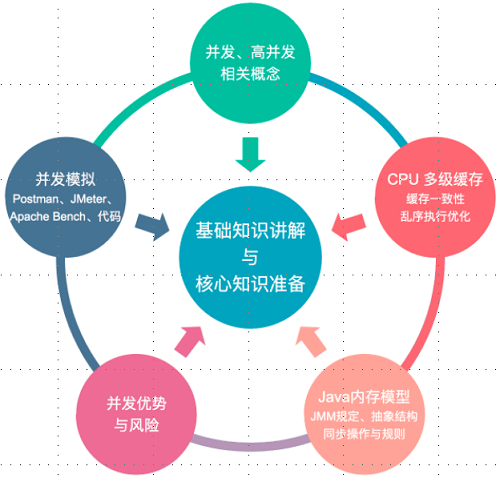 并发、高并发
相关概念
并发模拟
Postman、JMeter、
Apache Bench、代码
CPU 多级缓存
缓存一致性
乱序执行优化
基础知识讲解
与
核心知识准备
并发优势
与风险
Java内存模型
JMM规定、抽象结构
同步操作与规则